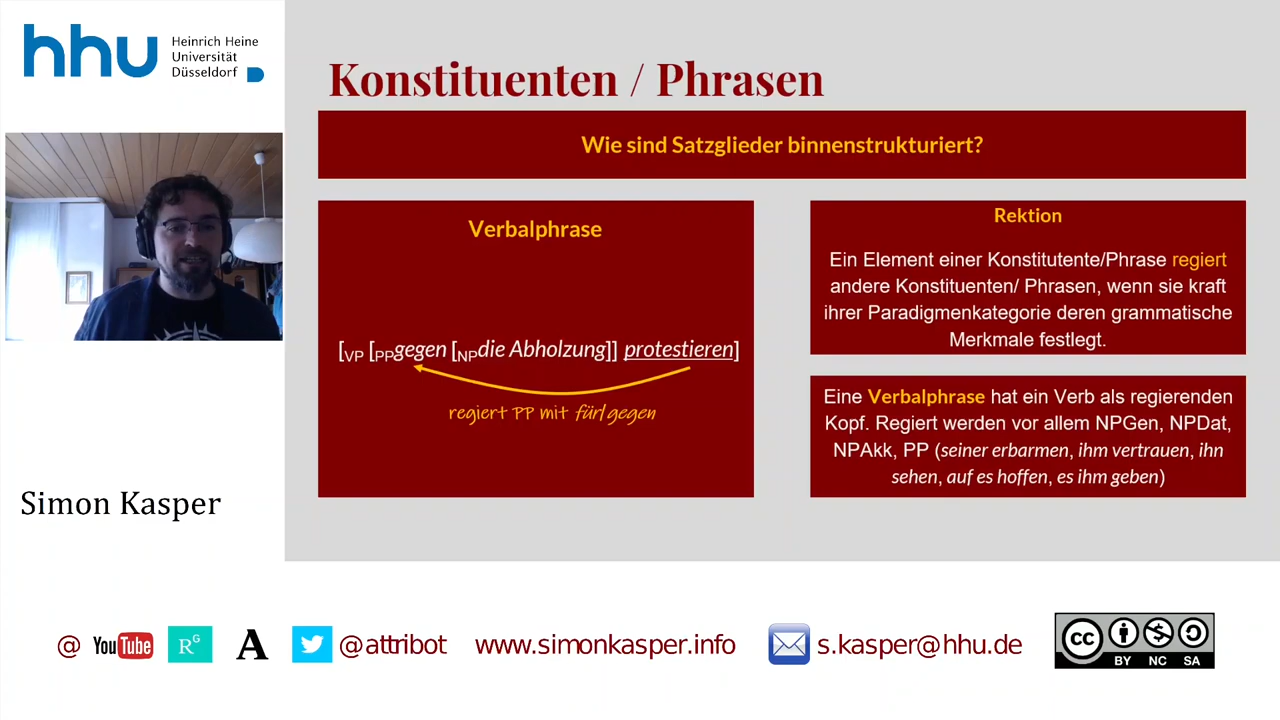 hhu
Heinrich Heine
Universität
Düsseldorf
Konstituenten / Phrasen
Wie sind Satzglieder binnenstrukturiert?
Verbalphrase
[VP [PPgegen [NPdie Abholzung]] protestieren]
regiert PP mit für/gegen
Rektion
Ein Element einer Konstitutente/Phrase regiert
andere Konstituenten/ Phrasen, wenn sie kraft
ihrer Paradigmenkategorie deren grammatische
Merkmale festlegt.
Eine Verbalphrase hat ein Verb als regierenden
Kopf. Regiert werden vor allem NPGen, NPDat,
NPAkk, PP (seiner erbarmen, ihm vertrauen, ihn
sehen, auf es hoffen, es ihm geben)
Simon Kasper
@ YouTube RG A @attribot www.simonkasper.info s.kasper@hhu.de
cc BY NC SA